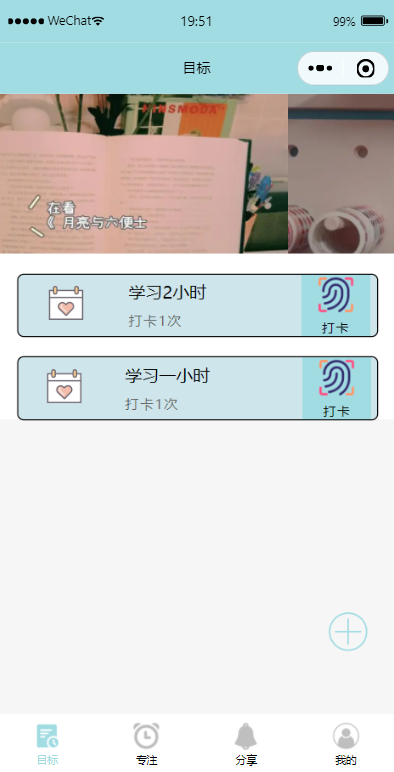 WeChat 19:51 99%
目标
在看
《 月亮与六便士
学习2小时
打卡1次
打卡
学习一小时
打卡1次
打卡
目标 专注 分享 我的